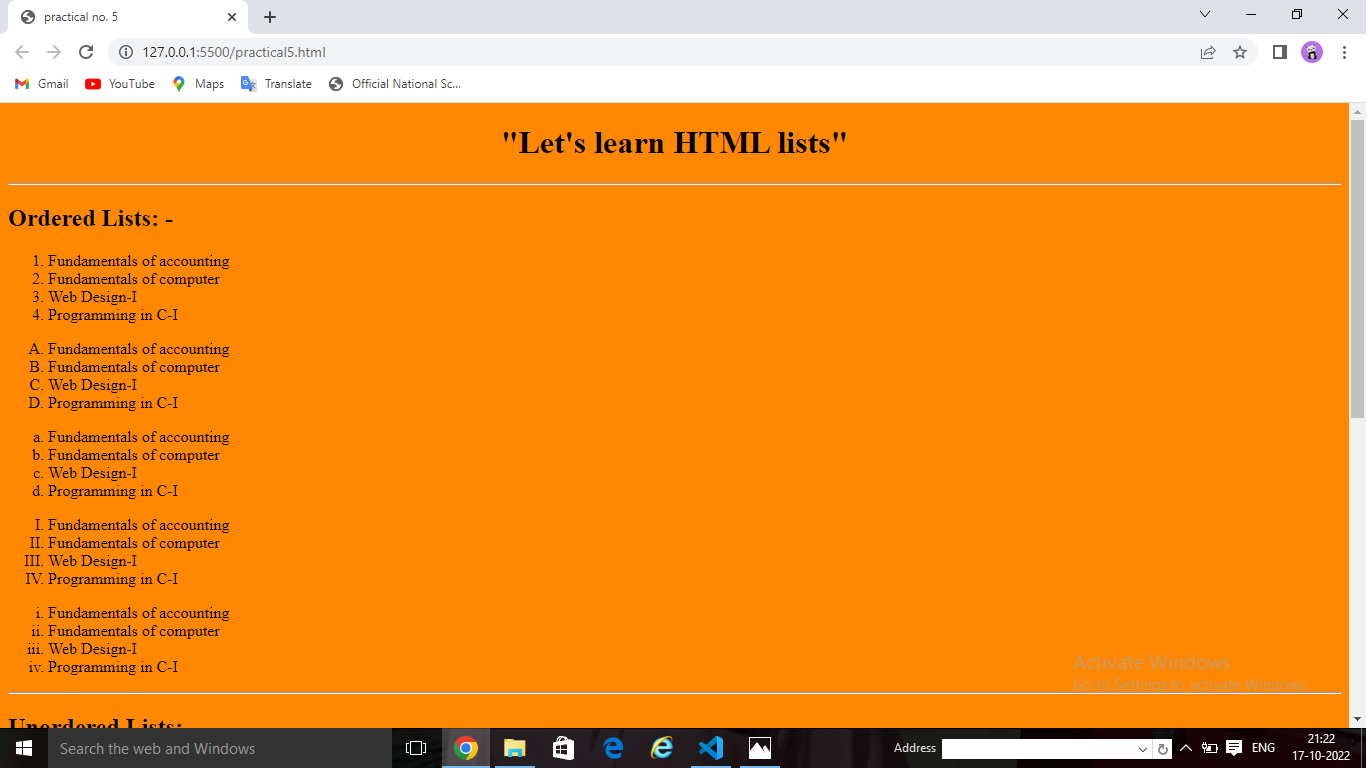 practical no. 5
127.0.0.1:5500/practical5.html
Gmail YouTube Maps Translate Official National Sc...
"Let's learn HTML lists"
Ordered Lists: -
1. Fundamentals of accounting
2. Fundamentals of computer
3. Web Design-I
4. Programming in C-I
A. Fundamentals of accounting
B. Fundamentals of computer
C. Web Design-I
D. Programming in C-I
a. Fundamentals of accounting
b. Fundamentals of computer
c. Web Design-I
d. Programming in C-I
I. Fundamentals of accounting
II. Fundamentals of computer
III. Web Design-I
IV. Programming in C-I
i. Fundamentals of accounting
ii. Fundamentals of computer
iii. Web Design-I
iv. Programming in C-I
Activate Windows
Go to Settings to activate Windows.
Unordered Lists:-
Search the web and Windows
Address
ENG
21:22
17-10-2022